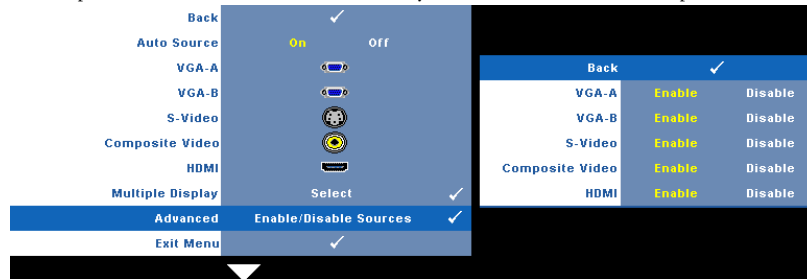 Back
Auto Source On Off
VGA-A
VGA-B
S-Video
Composite Video
HDMI
Multiple Display Select
Advanced Enable/Disable Sources
Exit Menu
Back
VGA-A Enable Disable
VGA-B Enable Disable
S-Video Enable Disable
Composite Video Enable Disable
HDMI Enable Disable